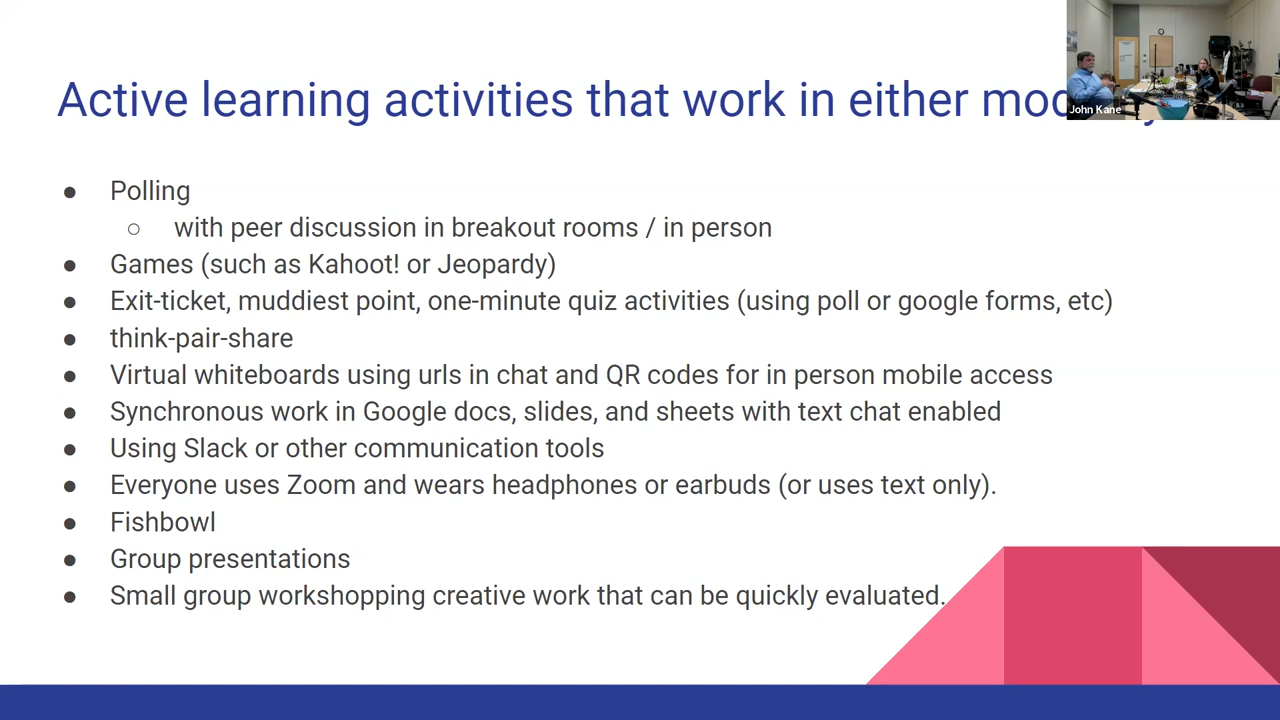 Active learning activities that work in either
John Kane
● Polling
○ with peer discussion in breakout rooms / in person
● Games (such as Kahoot! or Jeopardy)
● Exit-ticket, muddiest point, one-minute quiz activities (using poll or google forms, etc)
● think-pair-share
● Virtual whiteboards using urls in chat and QR codes for in person mobile access
● Synchronous work in Google docs, slides, and sheets with text chat enabled
● Using Slack or other communication tools
● Everyone uses Zoom and wears headphones or earbuds (or uses text only).
● Fishbowl
● Group presentations
● Small group workshopping creative work that can be quickly evaluated.